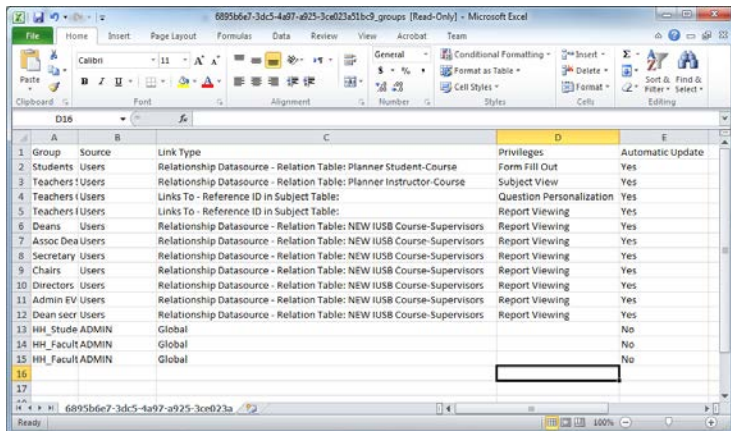 6895b6e7-3dc5-4a97-a925-3ce023a51bc9_groups [Read-Only] - Microsoft Excel
File Home Insert Page Layout Formulas Data Review View Acrobat Team
Paste Calibri 11 A A General Conditional Formatting Insert Σ
B I U A $ % , Format as Table Delete Sort & Find &
Cell Styles Format Filter Select
Clipboard Font Alignment Number Styles Cells Editing
D16 fx
A B C D E
1 Group Source Link Type Privileges Automatic Update
2 Students Users Relationship Datasource - Relation Table: Planner Student-Course Form Fill Out Yes
3 Teachers Users Relationship Datasource - Relation Table: Planner Instructor-Course Subject View Yes
4 Teachers Users Links To - Reference ID in Subject Table: Question Personalization Yes
5 Teachers Users Links To - Reference ID in Subject Table: Report Viewing Yes
6 Deans Users Relationship Datasource - Relation Table: NEW IUSB Course-Supervisors Report Viewing Yes
7 Assoc Dea Users Relationship Datasource - Relation Table: NEW IUSB Course-Supervisors Report Viewing Yes
8 Secretary Users Relationship Datasource - Relation Table: NEW IUSB Course-Supervisors Report Viewing Yes
9 Chairs Users Relationship Datasource - Relation Table: NEW IUSB Course-Supervisors Report Viewing Yes
10 Directors Users Relationship Datasource - Relation Table: NEW IUSB Course-Supervisors Report Viewing Yes
11 Admin EV Users Relationship Datasource - Relation Table: NEW IUSB Course-Supervisors Report Viewing Yes
12 Dean secr Users Relationship Datasource - Relation Table: NEW IUSB Course-Supervisors Report Viewing Yes
13 HH_Stude ADMIN Global No
14 HH_Facult ADMIN Global No
15 HH_Facult ADMIN Global No
16
17
6895b6e7-3dc5-4a97-a925-3ce023a
Ready 100%